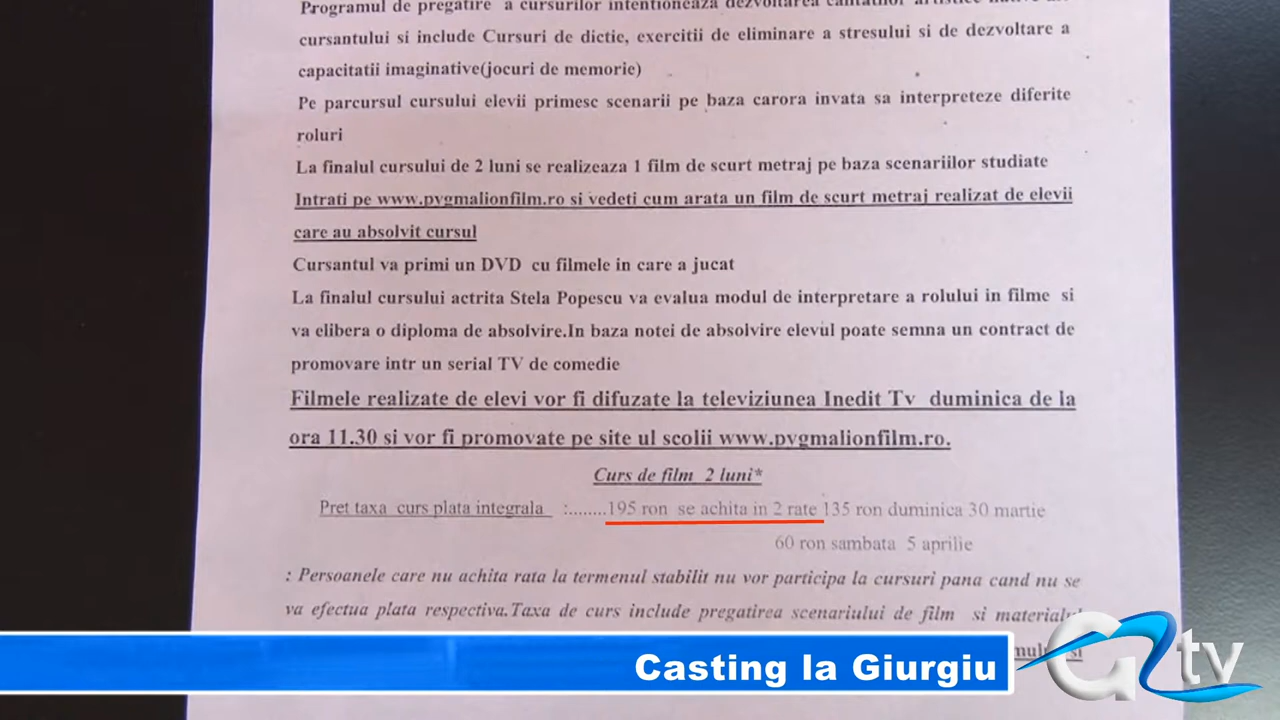 Programul de pregatire a cursurilor intentioneaza dezvoltarea
cursantului si include Cursuri de dictie, exercitii de eliminare a stresului si de dezvoltare a
capacitatii imaginative(jocuri de memorie)
Pe parcursul cursului elevii primesc scenarii pe baza carora invata sa interpreteze diferite
roluri
La finalul cursului de 2 luni se realizeaza 1 film de scurt metraj pe baza scenariilor studiate
Intrati pe www.pygmalionfilm.ro si vedeti cum arata un film de scurt metraj realizat de elevii
care au absolvit cursul
Cursantul va primi un DVD cu filmele in care a jucat
La finalul cursului actrita Stela Popescu va evalua modul de interpretare a rolului in filme si
va elibera o diploma de absolvire.In baza notei de absolvire elevul poate semna un contract de
promovare intr un serial TV de comedie
Filmele realizate de elevi vor fi difuzate la televiziunea Inedit Tv duminica de la
ora 11.30 si vor fi promovate pe site ul scolii www.pygmalionfilm.ro.
Curs de film 2 luni*
Pret taxa curs plata integrala :........195 ron se achita in 2 rate 135 ron duminica 30 martie
60 ron sambata 5 aprilie
: Persoanele care nu achita rata la termenul stabilit nu vor participa la cursuri pana cand nu se
va efectua plata respectiva.Taxa de curs include pregatirea scenariului de film si
si
Casting la Giurgiu
G tv